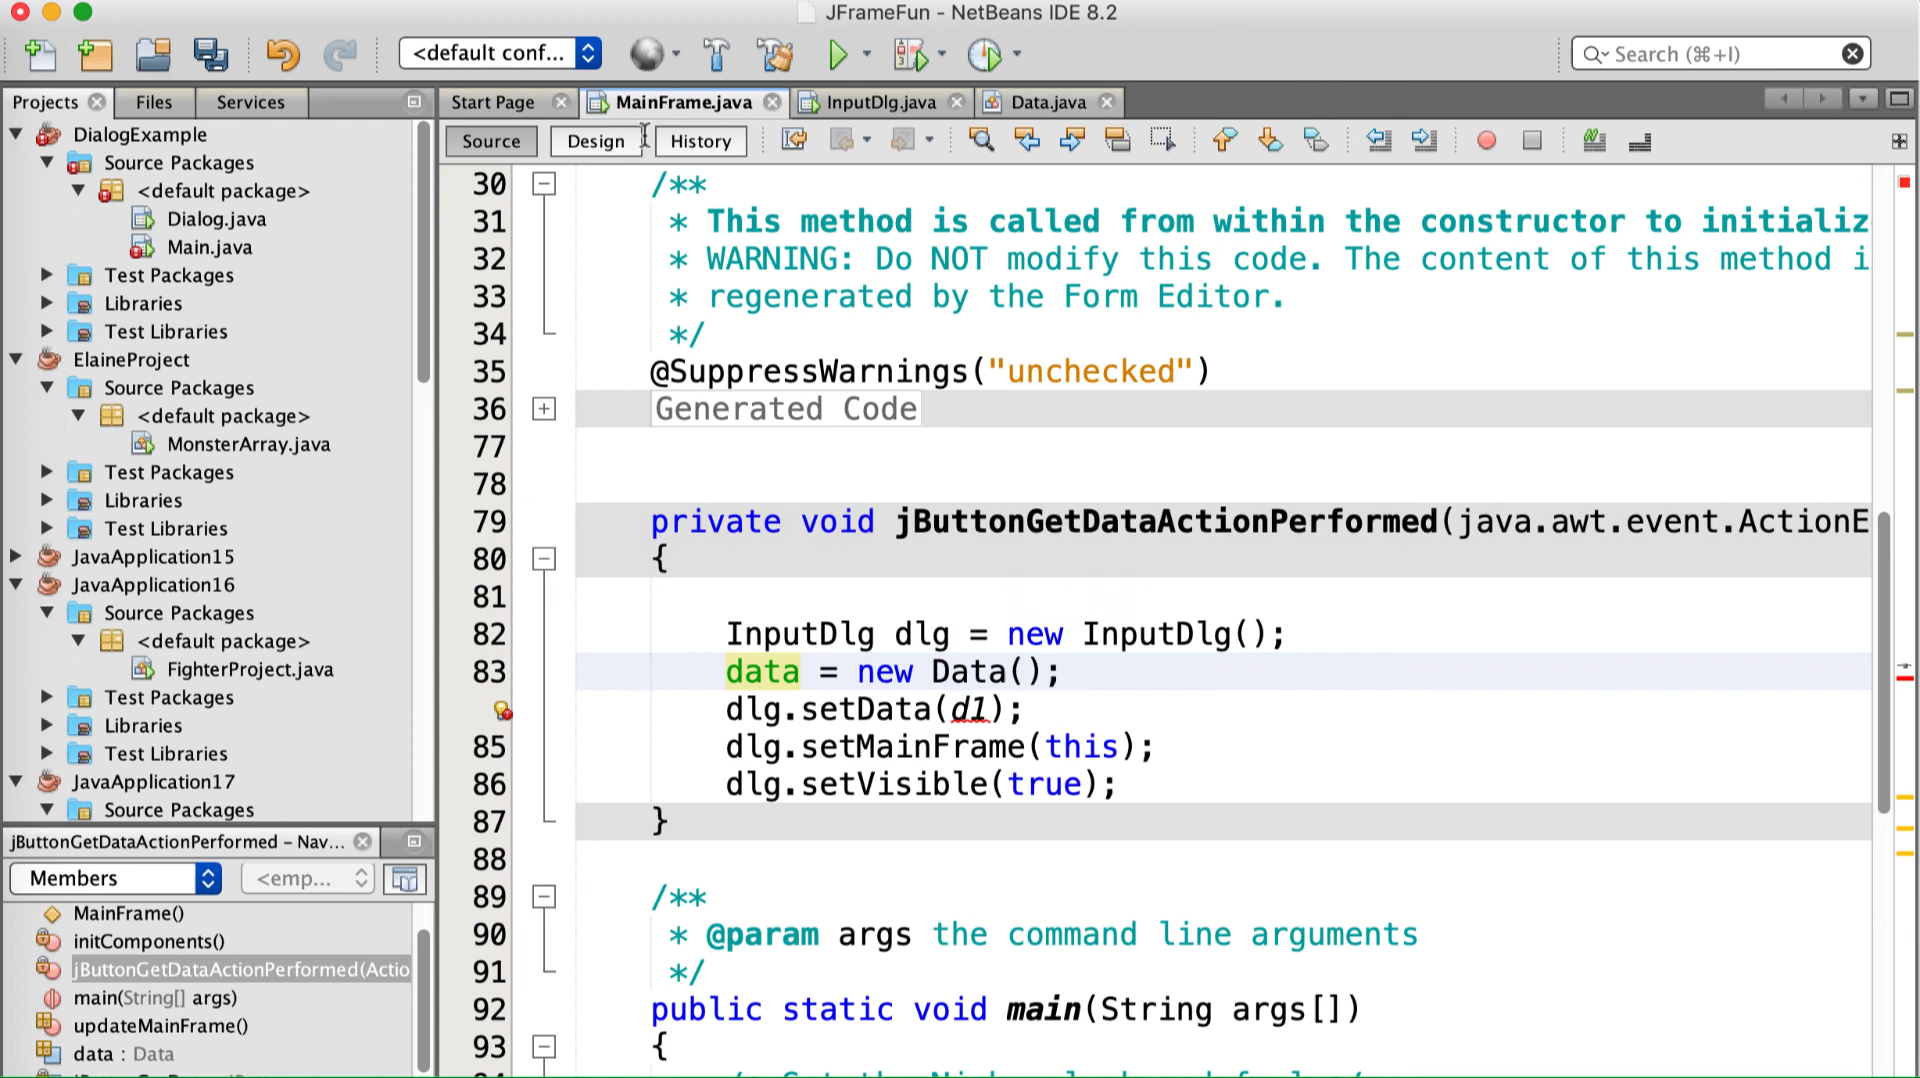 JFrameFun - NetBeans IDE 8.2
<default conf...
Search (⌘+I)
Projects
Files
Services
Start Page
MainFrame.java
InputDlg.java
Data.java
Source
Design
History
DialogExample
Source Packages
<default package>
Dialog.java
Main.java
Test Packages
Libraries
Test Libraries
ElaineProject
Source Packages
<default package>
MonsterArray.java
Test Packages
Libraries
Test Libraries
JavaApplication15
JavaApplication16
Source Packages
<default package>
FighterProject.java
Test Packages
Libraries
Test Libraries
JavaApplication17
Source Packages
jButtonGetDataActionPerformed - Nav...
Members
<emp...
MainFrame()
initComponents()
jButtonGetDataActionPerformed(Actio
main(String[] args)
updateMainFrame()
data : Data
30 /**
31 * This method is called from within the constructor to initializ
32 * WARNING: Do NOT modify this code. The content of this method i
33 * regenerated by the Form Editor.
34 */
35 @SuppressWarnings("unchecked")
36 Generated Code
77
78
79 private void jButtonGetDataActionPerformed(java.awt.event.ActionE
80 {
81
82 InputDlg dlg = new InputDlg();
83 data = new Data();
dlg.setData(d1);
85 dlg.setMainFrame(this);
86 dlg.setVisible(true);
87 }
88
89 /**
90 * @param args the command line arguments
91 */
92 public static void main(String args[])
93 {